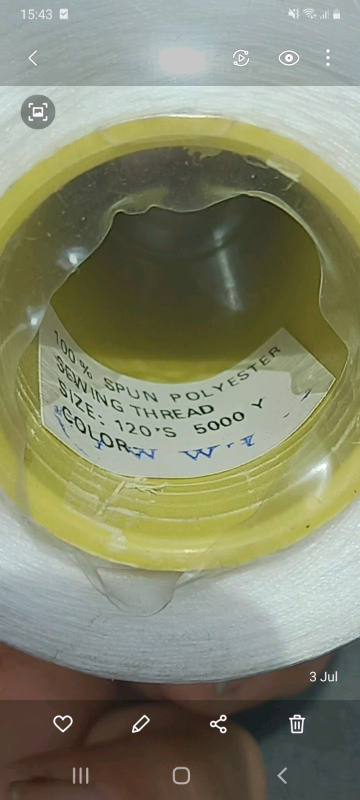 15:43
100% SPUN POLYESTER
SEWING THREAD
SIZE: 120'S 5000 Y
COLOR
3 Jul